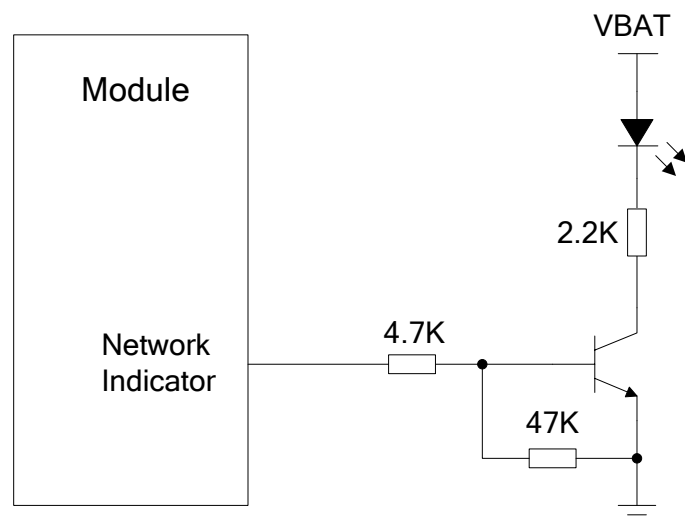 VBAT
Module
2.2K
4.7K
Network
Indicator
47K